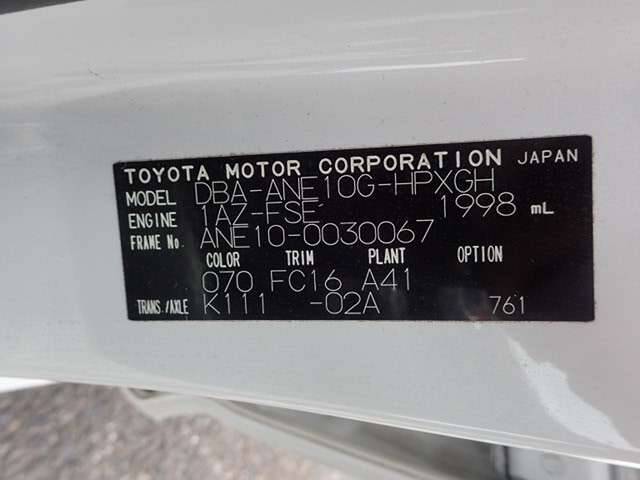 TOYOTA MOTOR CORPORATION JAPAN
MODEL DBA-ANE10G-HPXGH
ENGINE 1AZ-FSE 1998 mL
FRAME No. ANE10-0030067
COLOR TRIM PLANT OPTION
070 FC16 A41
TRANS./AXLE K111 -02A 761